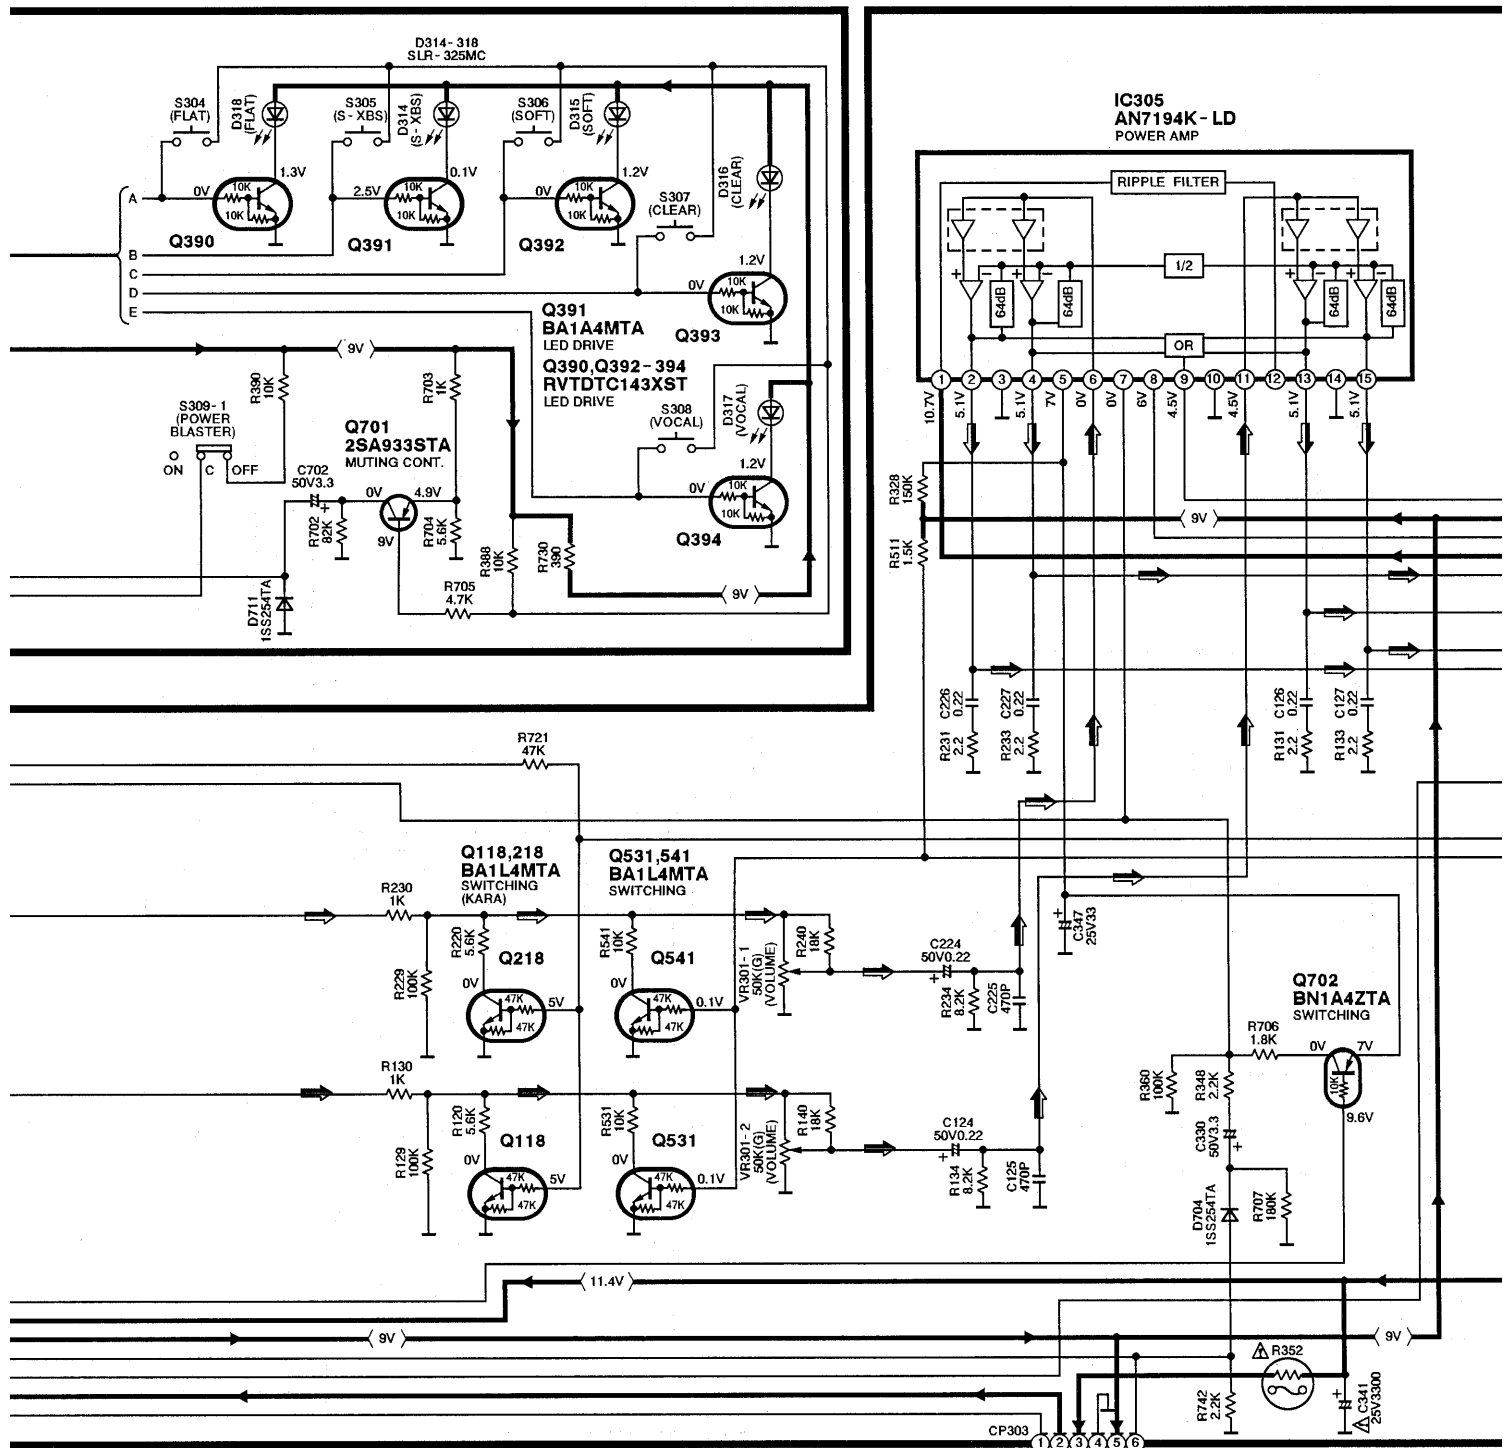 D314-318
SLR-325MC
S304
(FLAT)
D318
(FLAT)
S305
(S-XBS)
D314
(S-XBS)
S306
(SOFT)
D315
(SOFT)
1.3V
0.1V
1.2V
A
0V
10K
10K
Q390
2.5V
10K
10K
Q391
0V
10K
10K
Q392
S307
(CLEAR)
D316
(CLEAR)
B
C
D
E
1.2V
0V
10K
10K
Q393
Q391
BA1A4MTA
LED DRIVE
Q390,Q392-394
RVTDTC143XST
LED DRIVE
9V
R390
10K
R703
1K
S309-1
(POWER
BLASTER)
ON
C
OFF
Q701
2SA933STA
MUTING CONT.
C702
50V3.3
+
R702
82K
0V
4.9V
9V
R704
5.6K
R388
10K
R730
390
R705
4.7K
D711
1SS254TA
S308
(VOCAL)
D317
(VOCAL)
1.2V
0V
10K
10K
Q394
9V
IC305
AN7194K-LD
POWER AMP
RIPPLE FILTER
1/2
+
-
+
-
+
-
+
-
64dB
64dB
64dB
64dB
OR
1
2
3
4
5
6
7
8
9
10
11
12
13
14
15
10.7V
5.1V
5.1V
7V
0V
0V
6V
4.5V
4.5V
5.1V
5.1V
R328
150K
9V
R511
1.5K
C226
0.22
C227
0.22
C126
0.22
C127
0.22
R231
2.2
R233
2.2
R131
2.2
R133
2.2
R721
47K
Q118,218
BA1L4MTA
SWITCHING
(KARA)
Q531,541
BA1L4MTA
SWITCHING
R230
1K
R229
100K
R220
5.6K
Q218
0V
47K
47K
5V
R541
10K
Q541
0V
47K
47K
0.1V
VR301-1
50K(G)
(VOLUME)
R240
18K
C224
50V0.22
+
R234
8.2K
C225
470P
+
C347
25V33
Q702
BN1A4ZTA
SWITCHING
R706
1.8K
0V
7V
10K
9.6V
R360
100K
R348
2.2K
C330
50V3.3
+
R130
1K
R129
100K
R120
5.6K
Q118
0V
47K
47K
5V
R531
10K
Q531
0V
47K
47K
0.1V
VR301-2
50K(G)
(VOLUME)
R140
18K
C124
50V0.22
+
R134
8.2K
C125
470P
D704
1SS254TA
R707
180K
11.4V
9V
9V
R352
R742
2.2K
+
C341
25V3300
CP303
1
2
3
4
5
6